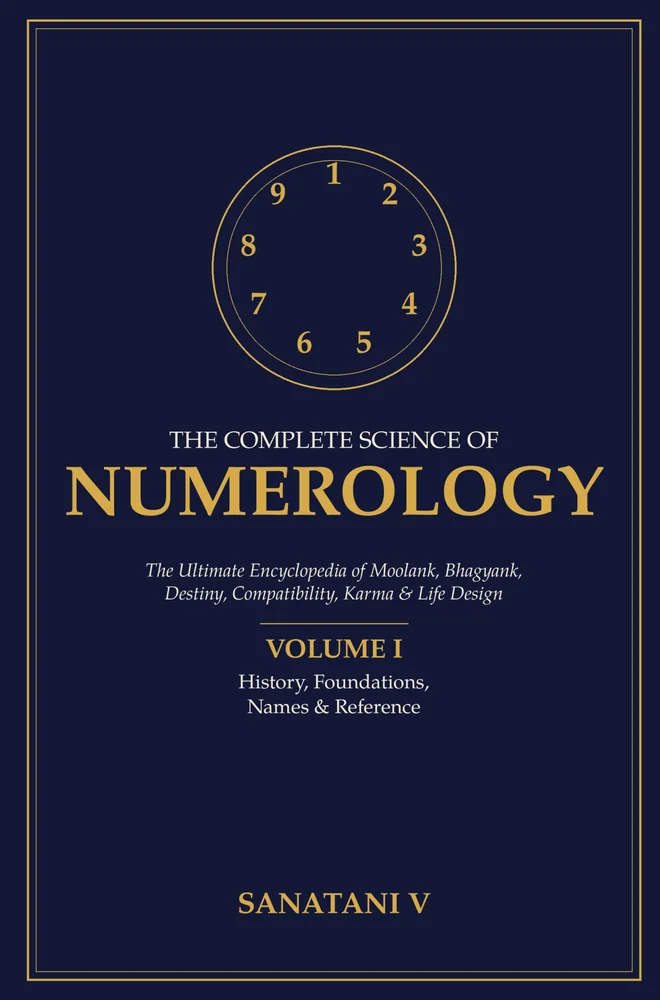 1
2
3
4
5
6
7
8
9
THE COMPLETE SCIENCE OF
NUMEROLOGY
The Ultimate Encyclopedia of Moolank, Bhagyank,
Destiny, Compatibility, Karma & Life Design
VOLUME I
History, Foundations,
Names & Reference
SANATANI V